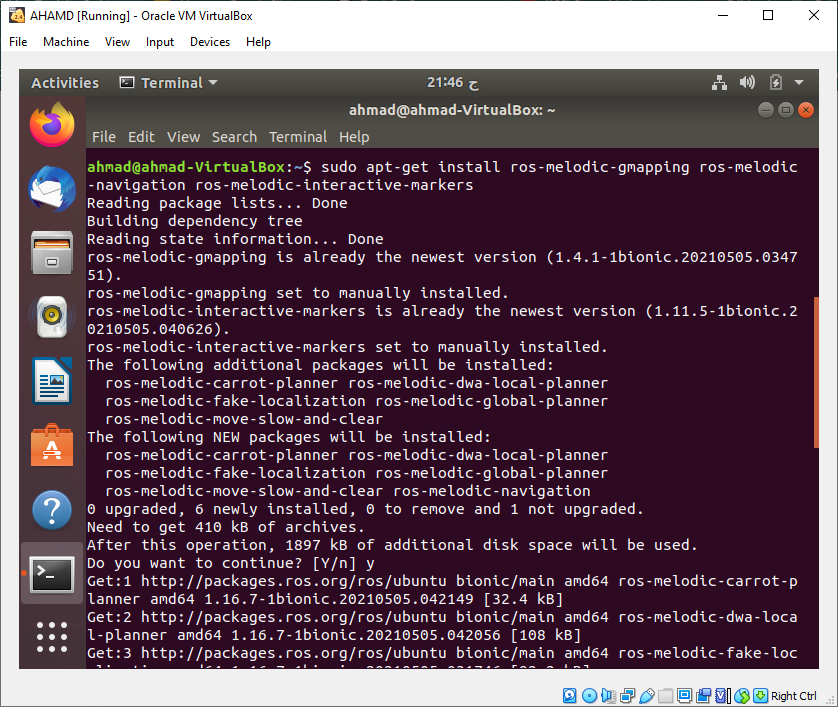 AHAMD [Running] - Oracle VM VirtualBox
File Machine View Input Devices Help
Activities Terminal 21:46 ح
ahmad@ahmad-VirtualBox: ~
File Edit View Search Terminal Help
ahmad@ahmad-VirtualBox:~$ sudo apt-get install ros-melodic-gmapping ros-melodic
-navigation ros-melodic-interactive-markers
Reading package lists... Done
Building dependency tree
Reading state information... Done
ros-melodic-gmapping is already the newest version (1.4.1-1bionic.20210505.0347
51).
ros-melodic-gmapping set to manually installed.
ros-melodic-interactive-markers is already the newest version (1.11.5-1bionic.2
0210505.040626).
ros-melodic-interactive-markers set to manually installed.
The following additional packages will be installed:
ros-melodic-carrot-planner ros-melodic-dwa-local-planner
ros-melodic-fake-localization ros-melodic-global-planner
ros-melodic-move-slow-and-clear
The following NEW packages will be installed:
ros-melodic-carrot-planner ros-melodic-dwa-local-planner
ros-melodic-fake-localization ros-melodic-global-planner
ros-melodic-move-slow-and-clear ros-melodic-navigation
0 upgraded, 6 newly installed, 0 to remove and 1 not upgraded.
Need to get 410 kB of archives.
After this operation, 1897 kB of additional disk space will be used.
Do you want to continue? [Y/n] y
Get:1 http://packages.ros.org/ros/ubuntu bionic/main amd64 ros-melodic-carrot-p
lanner amd64 1.16.7-1bionic.20210505.042149 [32.4 kB]
Get:2 http://packages.ros.org/ros/ubuntu bionic/main amd64 ros-melodic-dwa-loca
l-planner amd64 1.16.7-1bionic.20210505.042056 [108 kB]
Get:3 http://packages.ros.org/ros/ubuntu bionic/main amd64 ros-melodic-fake-loc
Right Ctrl